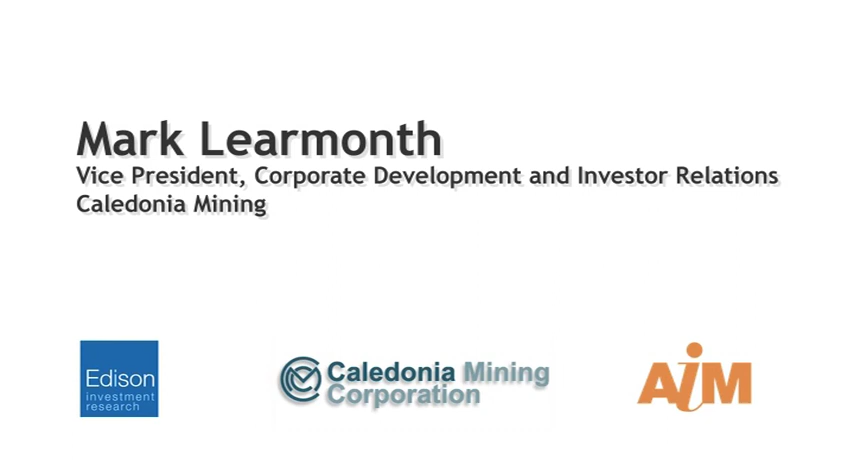 Mark Learmonth
Vice President, Corporate Development and Investor Relations
Caledonia Mining
Edison
investment
research
Caledonia Mining
Corporation
AiM